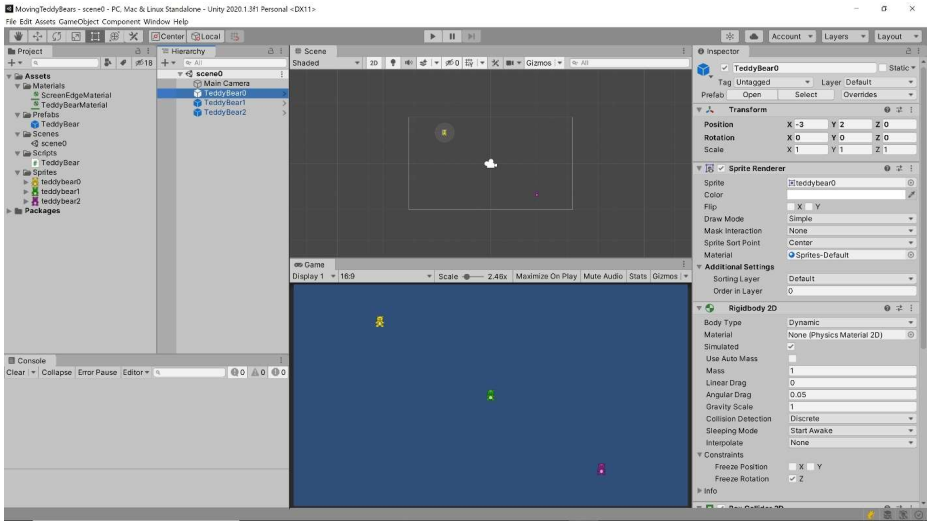 MovingTeddyBears - scene0 - PC, Mac & Linux Standalone - Unity 2020.1.3f1 Personal <DX11>
File Edit Assets GameObject Component Window Help
Center Local Account Layers Layout
Project
18
Assets
Materials
ScreenEdgeMaterial
TeddyBearMaterial
Prefabs
TeddyBear
Scenes
scene0
Scripts
TeddyBear
Sprites
teddybear0
teddybear1
teddybear2
Packages
Hierarchy
All
scene0
Main Camera
TeddyBear0
TeddyBear1
TeddyBear2
Scene
Shaded 2D 0 Gizmos All
Game
Display 1 16:9 Scale 2.46x Maximize On Play Mute Audio Stats Gizmos
Console
Clear Collapse Error Pause Editor 0 0 0
Inspector
TeddyBear0 Static
Tag Untagged Layer Default
Prefab Open Select Overrides
Transform
Position X -3 Y 2 Z 0
Rotation X 0 Y 0 Z 0
Scale X 1 Y 1 Z 1
Sprite Renderer
Sprite teddybear0
Color
Flip X Y
Draw Mode Simple
Mask Interaction None
Sprite Sort Point Center
Material Sprites-Default
Additional Settings
Sorting Layer Default
Order in Layer 0
Rigidbody 2D
Body Type Dynamic
Material None (Physics Material 2D)
Simulated
Use Auto Mass
Mass 1
Linear Drag 0
Angular Drag 0.05
Gravity Scale 1
Collision Detection Discrete
Sleeping Mode Start Awake
Interpolate None
Constraints
Freeze Position X Y
Freeze Rotation Z
Info